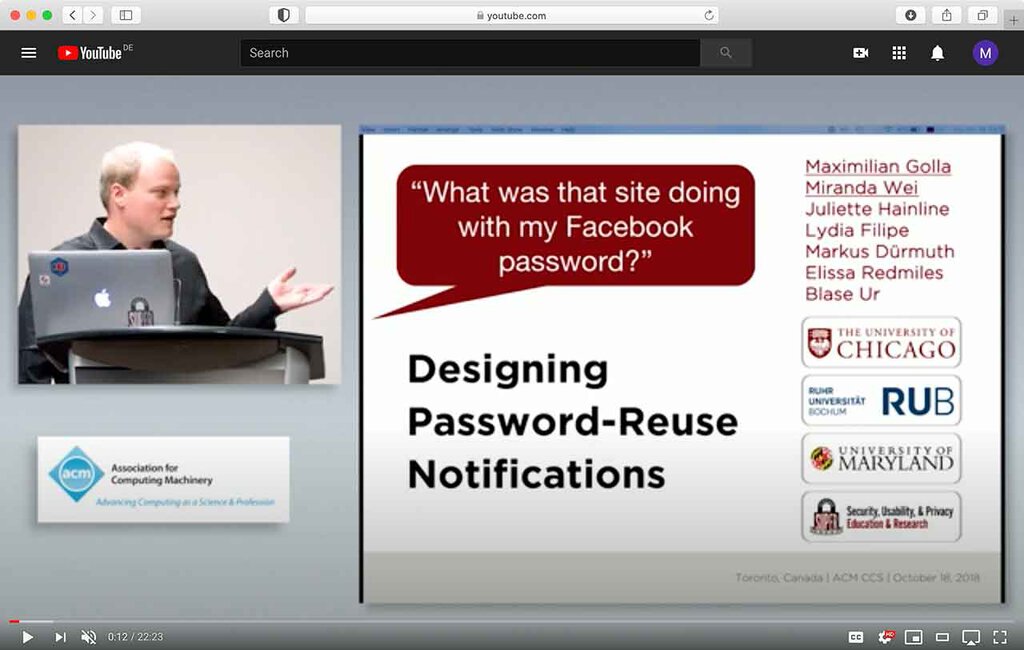 youtube.com
YouTube DE
Search
M
“What was that site doing
with my Facebook
password?”
Designing
Password-Reuse
Notifications
Maximilian Golla
Miranda Wei
Juliette Hainline
Lydia Filipe
Markus Dürmuth
Elissa Redmiles
Blase Ur
THE UNIVERSITY OF
CHICAGO
RUHR
UNIVERSITÄT
BOCHUM
RUB
UNIVERSITY OF
MARYLAND
Security, Usability, & Privacy
Education & Research
Toronto, Canada | ACM CCS | October 18, 2018
acm
Association for
Computing Machinery
Advancing Computing as a Science & Profession
0:12 / 22:23
CC
HD